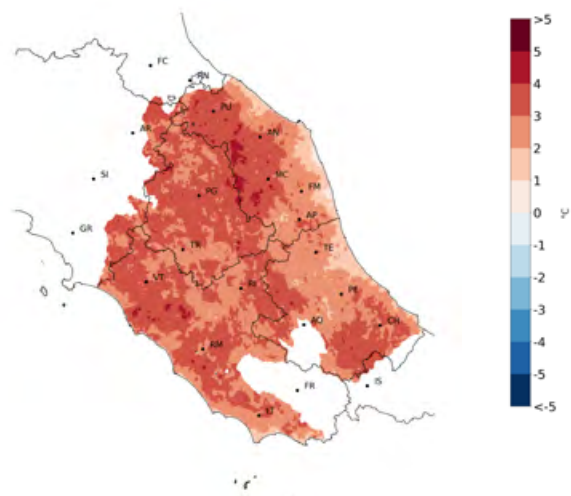 >5
FC
5
RN
4
PU
AR
AN
3
2
SI
MC
1
PG
FM
AP
0
°C
GR
TR
TE
-1
VT
RI
PE
-2
AQ
CH
-3
RM
-4
FR
IS
-5
LT
<-5